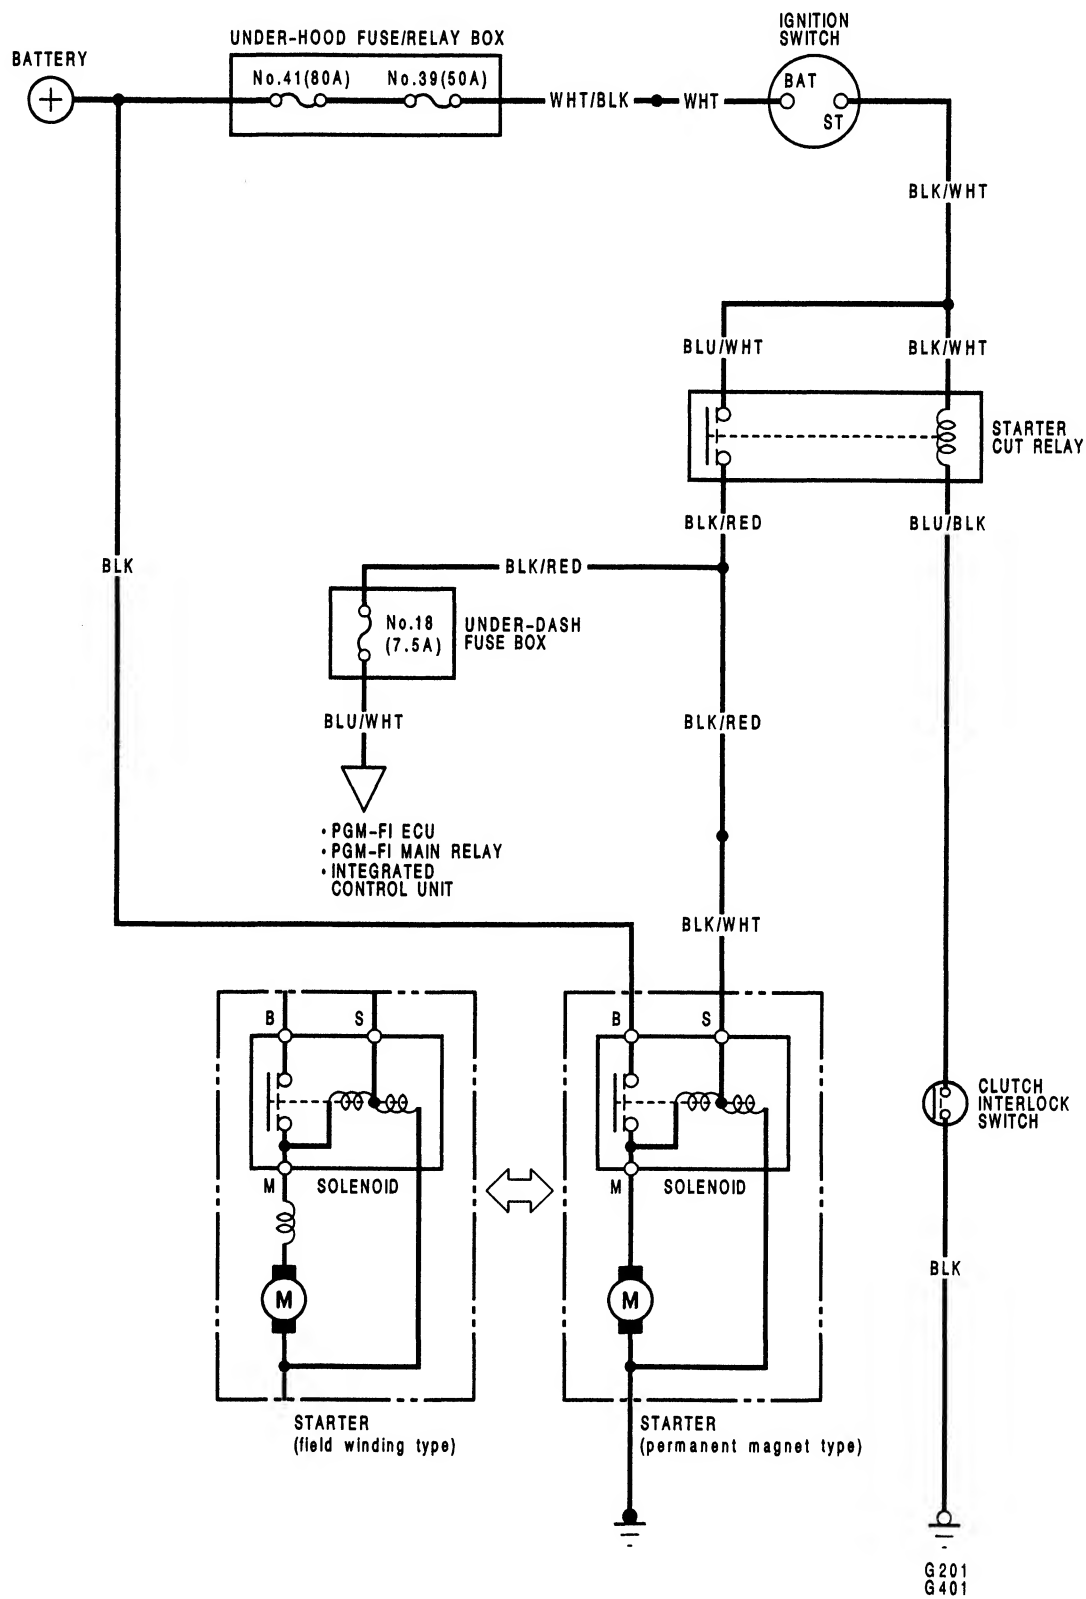 UNDER-HOOD FUSE/RELAY BOX
IGNITION
SWITCH
BATTERY
+
No.41(80A)
No.39(50A)
WHT/BLK
WHT
BAT
ST
BLK/WHT
BLU/WHT
BLK/WHT
STARTER
CUT RELAY
BLK/RED
BLU/BLK
BLK
BLK/RED
No.18
(7.5A)
UNDER-DASH
FUSE BOX
BLU/WHT
BLK/RED
• PGM-FI ECU
• PGM-FI MAIN RELAY
• INTEGRATED
CONTROL UNIT
BLK/WHT
B
S
B
S
CLUTCH
INTERLOCK
SWITCH
M
SOLENOID
M
SOLENOID
BLK
M
M
STARTER
(field winding type)
STARTER
(permanent magnet type)
G201
G401